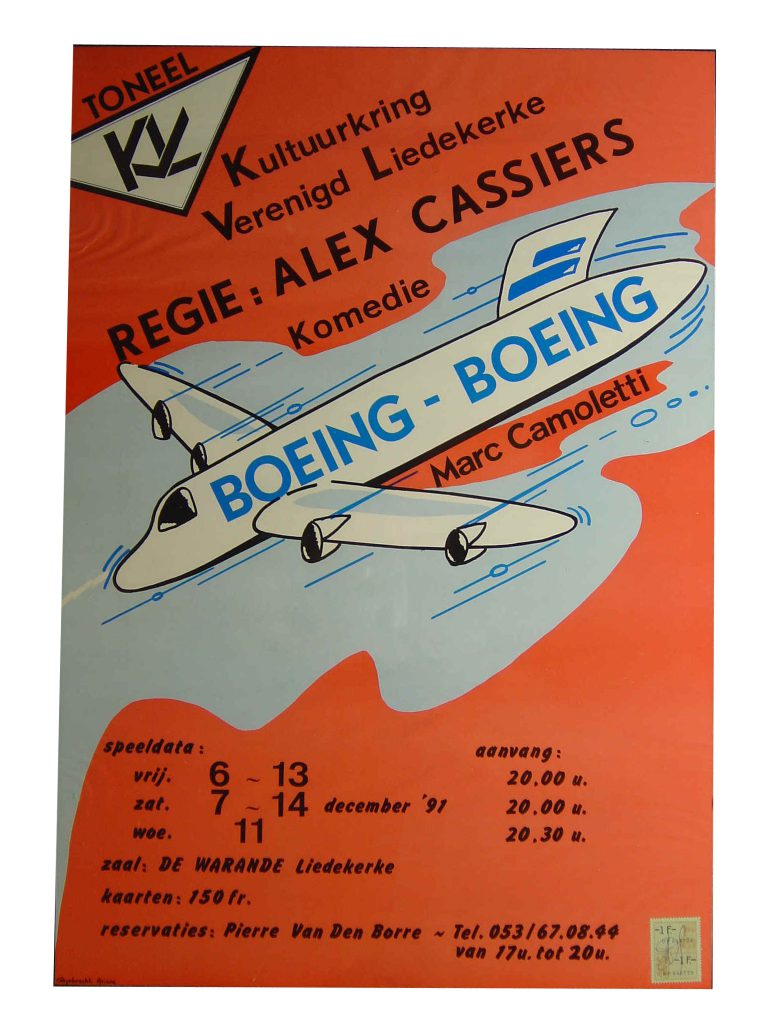 TONEEL
KVL
Kultuurkring
Verenigd Liedekerke
REGIE: ALEX CASSIERS
Komedie
BOEING - BOEING
Marc Camoletti
speeldata: aanvang:
vrij. 6 ~ 13 20.00 u.
zat. 7 ~ 14 december '91 20.00 u.
woe. 11 20.30 u.
zaal: DE WARANDE Liedekerke
kaarten: 150 fr.
reservaties: Pierre Van Den Borre ~ Tel. 053/67.08.44
van 17u. tot 20u.
-1F-
-1F-